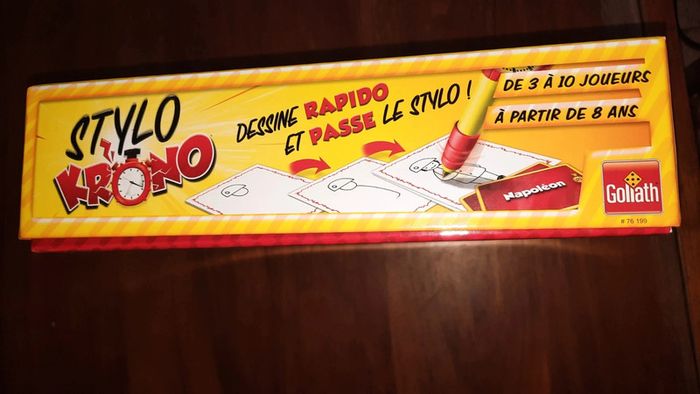 STYLO
KRONO
DESSINE RAPIDO
ET PASSE LE STYLO !
Napoléon
DE 3 À 10 JOUEURS
À PARTIR DE 8 ANS
Goliath
# 76 199